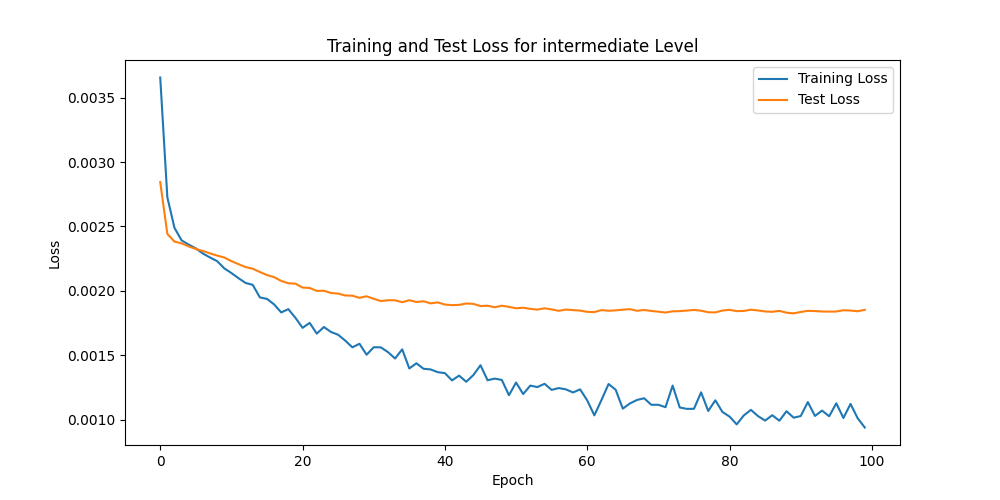 Training and Test Loss for intermediate Level
Training Loss
Test Loss
0.0035
0.0030
0.0025
0.0020
0.0015
0.0010
Loss
0 20 40 60 80 100
Epoch